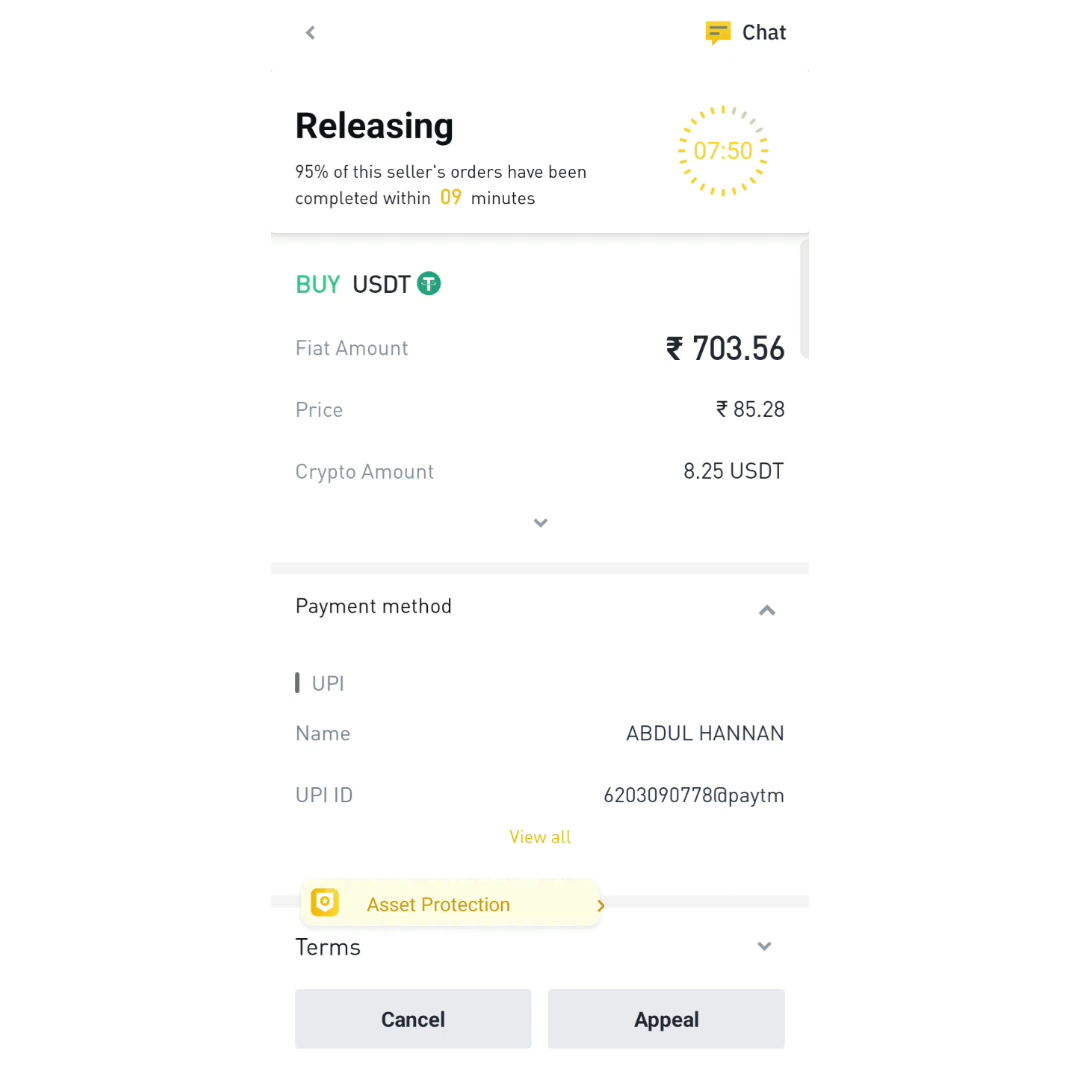 Chat
Releasing
07:50
95% of this seller's orders have been
completed within 09 minutes
BUY USDT
Fiat Amount ₹ 703.56
Price ₹ 85.28
Crypto Amount 8.25 USDT
Payment method
UPI
Name ABDUL HANNAN
UPI ID 6203090778@paytm
View all
Asset Protection
Terms
Cancel Appeal